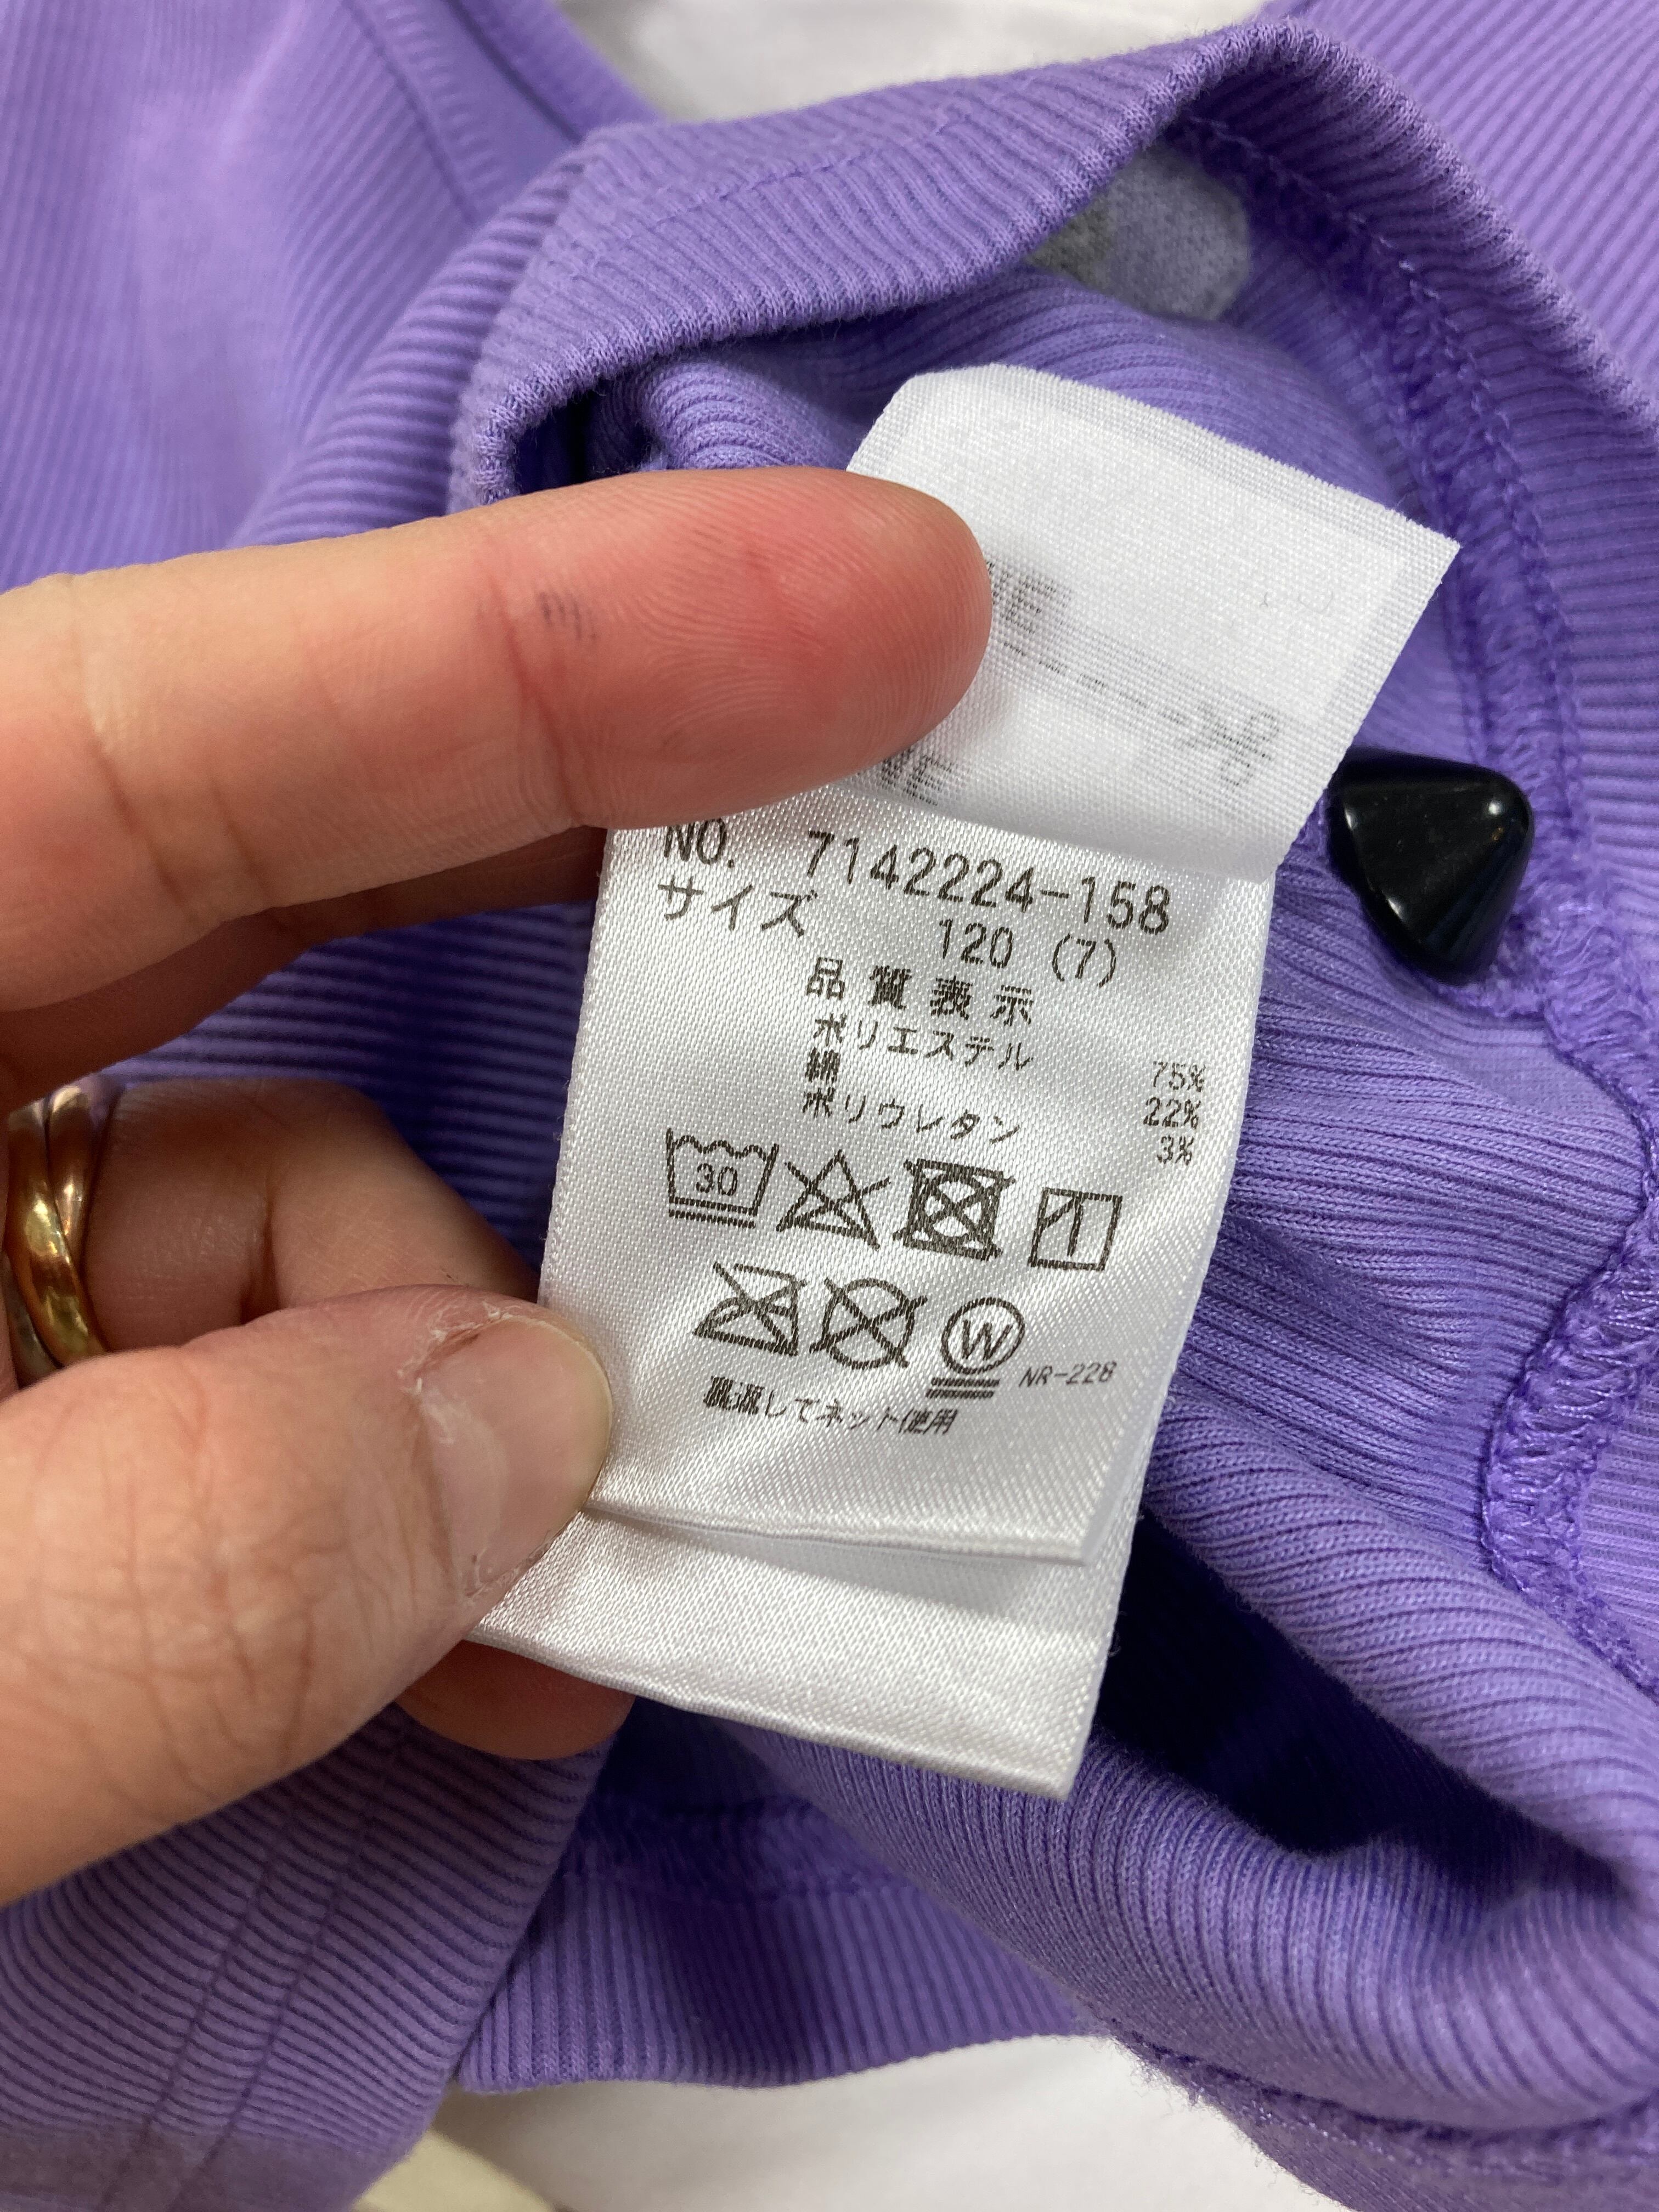 NO. 7142224-158
サイズ 120 (7)
品質表示
ポリエステル 75%
綿 22%
ポリウレタン 3%
30
W
NR-228
裏返してネット使用